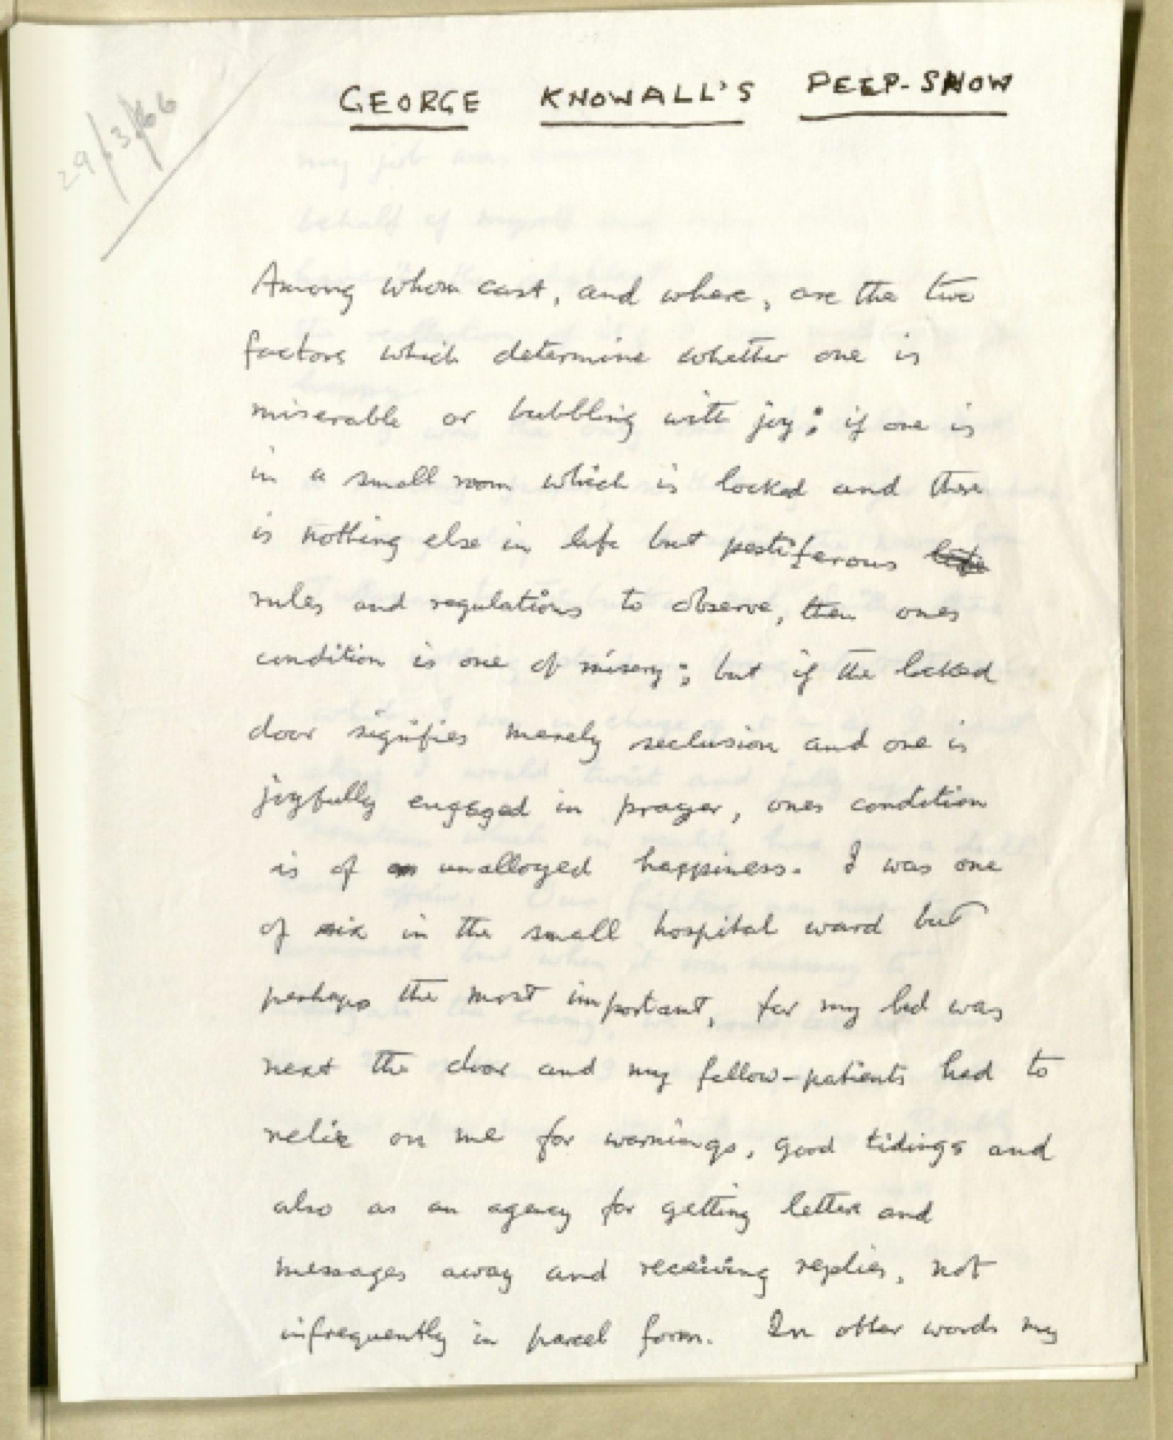 29/3/66
GEORGE KNOWALL'S PEEP-SHOW
Among whom cast, and where, are the two
factors which determine whether one is
miserable or bubbling with joy; if one is
in a small room which is locked and there
is nothing else in life but pestiferous
rules and regulations to observe, then ones
condition is one of misery; but if the locked
door signifies merely seclusion and one is
joyfully engaged in prayer, ones condition
is of unalloyed happiness. I was one
of six in the small hospital ward but
perhaps the most important, for my bed was
next the door and my fellow-patients had to
relie on me for warnings, good tidings and
also as an agency for getting letters and
messages away and receiving replies, not
infrequently in parcel form. In other words my